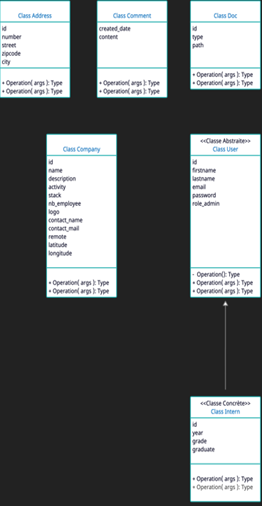 Class Address
id
number
street
zipcode
city
+ Operation( args ): Type
+ Operation( args ): Type
Class Comment
created_date
content
+ Operation( args ): Type
+ Operation( args ): Type
Class Doc
id
type
path
+ Operation( args ): Type
+ Operation( args ): Type
Class Company
id
name
description
activity
stack
nb_employee
logo
contact_name
contact_mail
remote
latitude
longitude
+ Operation( args ): Type
+ Operation( args ): Type
<<Classe Abstraite>>
Class User
id
firstname
lastname
email
password
role_admin
- Operation(): Type
+ Operation( args ): Type
+ Operation( args ): Type
<<Classe Concrète>>
Class Intern
id
year
grade
graduate
+ Operation( args ): Type
+ Operation( args ): Type